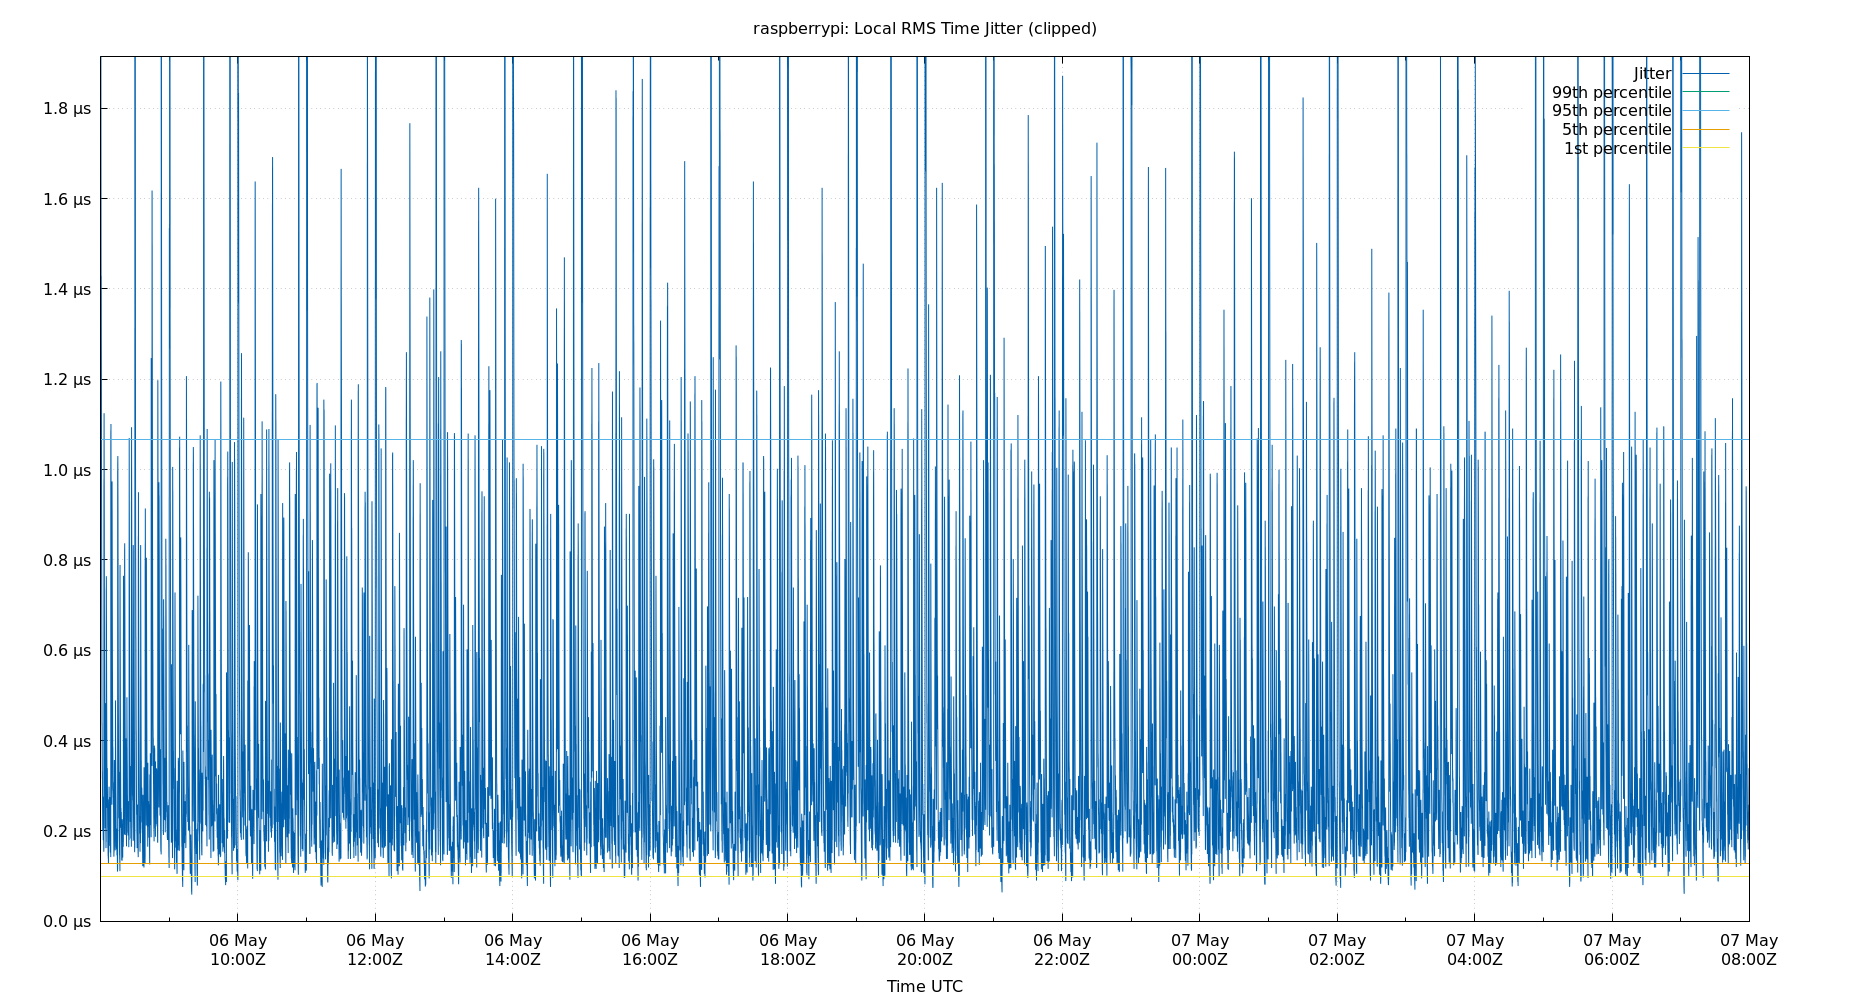 raspberrypi: Local RMS Time Jitter (clipped)
Jitter
99th percentile
95th percentile
5th percentile
1st percentile
1.8 µs
1.6 µs
1.4 µs
1.2 µs
1.0 µs
0.8 µs
0.6 µs
0.4 µs
0.2 µs
0.0 µs
06 May 06 May 06 May 06 May 06 May 06 May 06 May 07 May 07 May 07 May 07 May 07 May
10:00Z 12:00Z 14:00Z 16:00Z 18:00Z 20:00Z 22:00Z 00:00Z 02:00Z 04:00Z 06:00Z 08:00Z
Time UTC